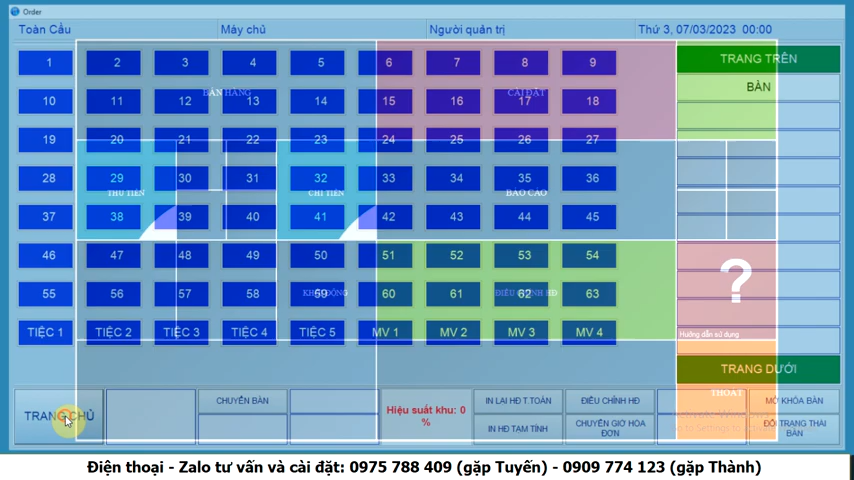 Order
Toàn Cầu Máy chủ Người quản trị Thứ 3, 07/03/2023 00:00
1 2 3 4 5 6 7 8 9 TRANG TRÊN
BÁN HÀNG CÀI ĐẶT BÀN
10 11 12 13 14 15 16 17 18
19 20 21 22 23 24 25 26 27
28 29 30 31 32 33 34 35 36
THU TIỀN CHI TIỀN BÁO CÁO
37 38 39 40 41 42 43 44 45
46 47 48 49 50 51 52 53 54
?
55 56 57 58 59 60 61 62 63
ĐIỀU CHỈNH HĐ
TIỆC 1 TIỆC 2 TIỆC 3 TIỆC 4 TIỆC 5 MV 1 MV 2 MV 3 MV 4
Hướng dẫn sử dụng
TRANG DƯỚI
THOÁT
TRANG CHỦ CHUYỂN BÀN Hiệu suất khu: 0 % IN LẠI HĐ T.TOÁN ĐIỀU CHỈNH HĐ MỞ KHÓA BÀN
IN HĐ TẠM TÍNH CHUYỂN GIỜ HÓA ĐƠN ĐỔI TRẠNG THÁI BÀN
Điện thoại - Zalo tư vấn và cài đặt: 0975 788 409 (gặp Tuyến) - 0909 774 123 (gặp Thành)